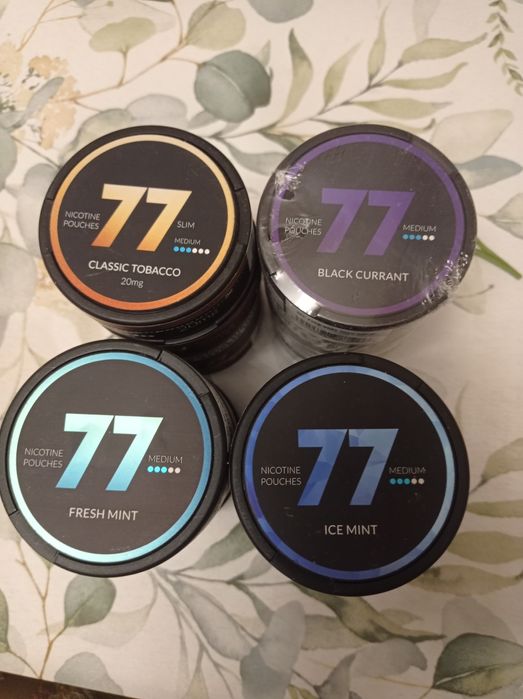 77
NICOTINE
POUCHES
SLIM
MEDIUM
CLASSIC TOBACCO
20mg
77
NICOTINE
POUCHES
MEDIUM
BLACK CURRANT
77
NICOTINE
POUCHES
MEDIUM
FRESH MINT
77
NICOTINE
POUCHES
MEDIUM
ICE MINT